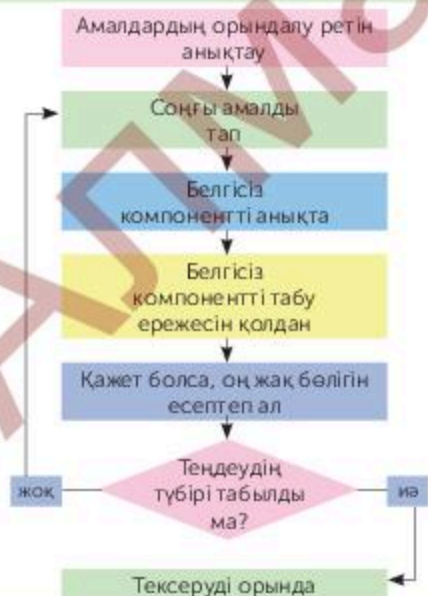 Амалдардың орындалу ретін
анықтау
Соңғы амалды
тап
Белгісіз
компонентті анықта
Белгісіз
компонентті табу
ережесін қолдан
Қажет болса, оң жақ бөлігін
есептеп ал
Теңдеудің
түбірі табылды
ма?
жоқ
иә
Тексеруді орында